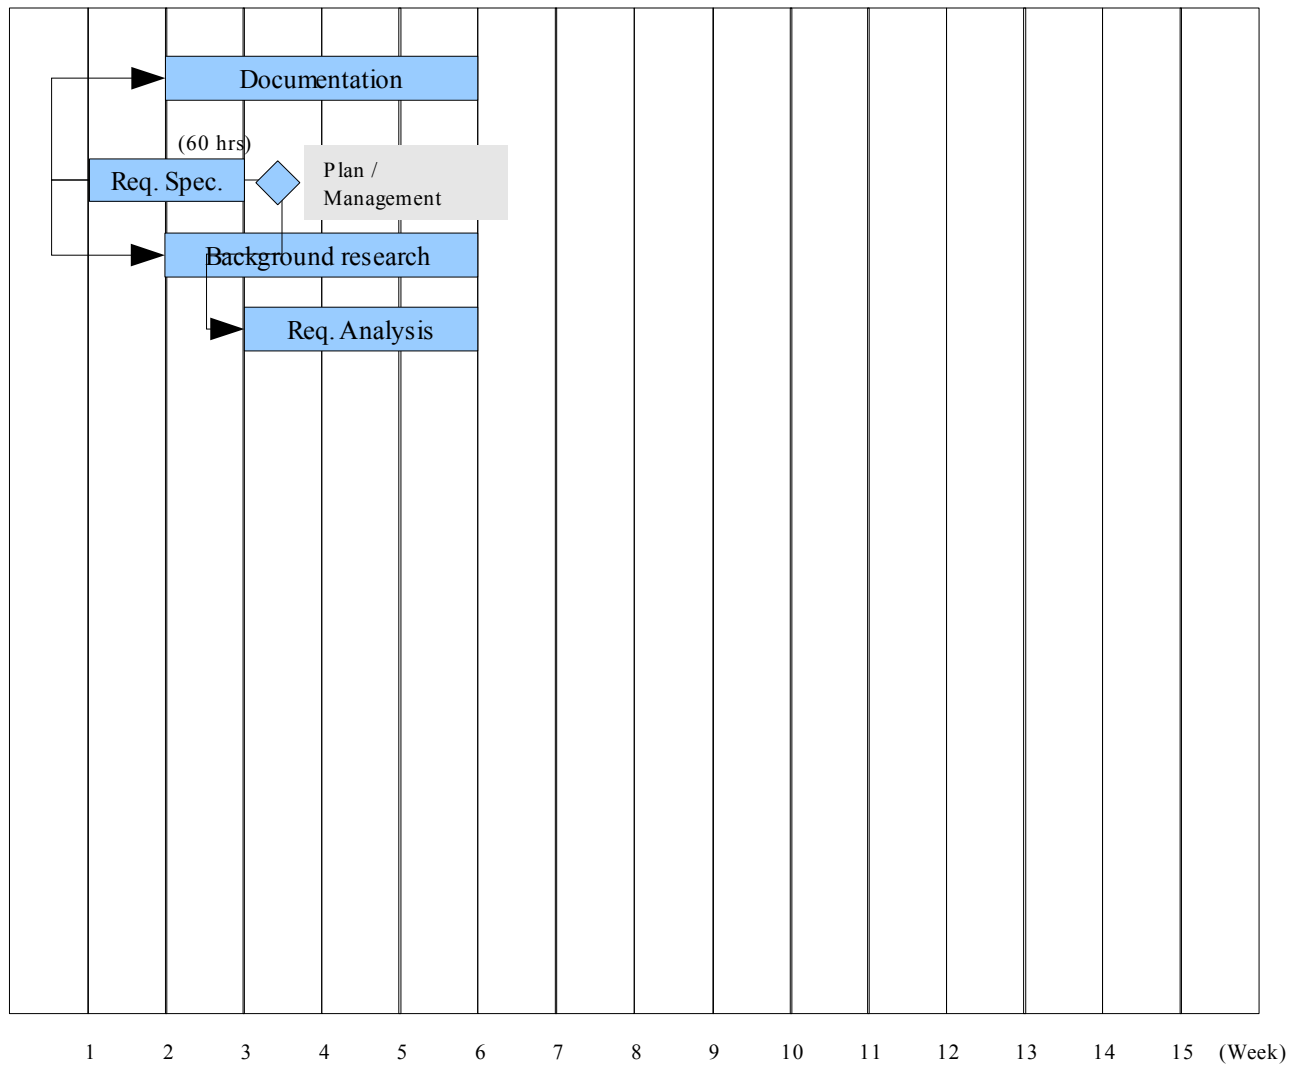 Documentation
(60 hrs)
Req. Spec.
Plan /
Management
Background research
Req. Analysis
1 2 3 4 5 6 7 8 9 10 11 12 13 14 15 (Week)